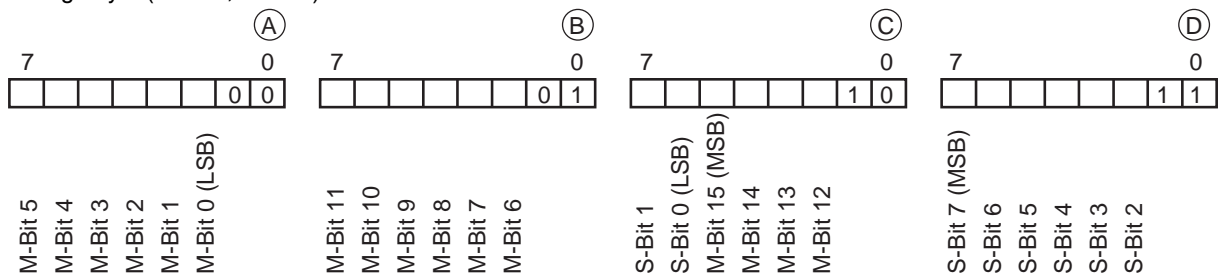 A B C D
7 0 7 0 7 0 7 0
0 0 0 1 1 0 1 1
M-Bit 5
M-Bit 4
M-Bit 3
M-Bit 2
M-Bit 1
M-Bit 0 (LSB)
M-Bit 11
M-Bit 10
M-Bit 9
M-Bit 8
M-Bit 7
M-Bit 6
S-Bit 1
S-Bit 0 (LSB)
M-Bit 15 (MSB)
M-Bit 14
M-Bit 13
M-Bit 12
S-Bit 7 (MSB)
S-Bit 6
S-Bit 5
S-Bit 4
S-Bit 3
S-Bit 2